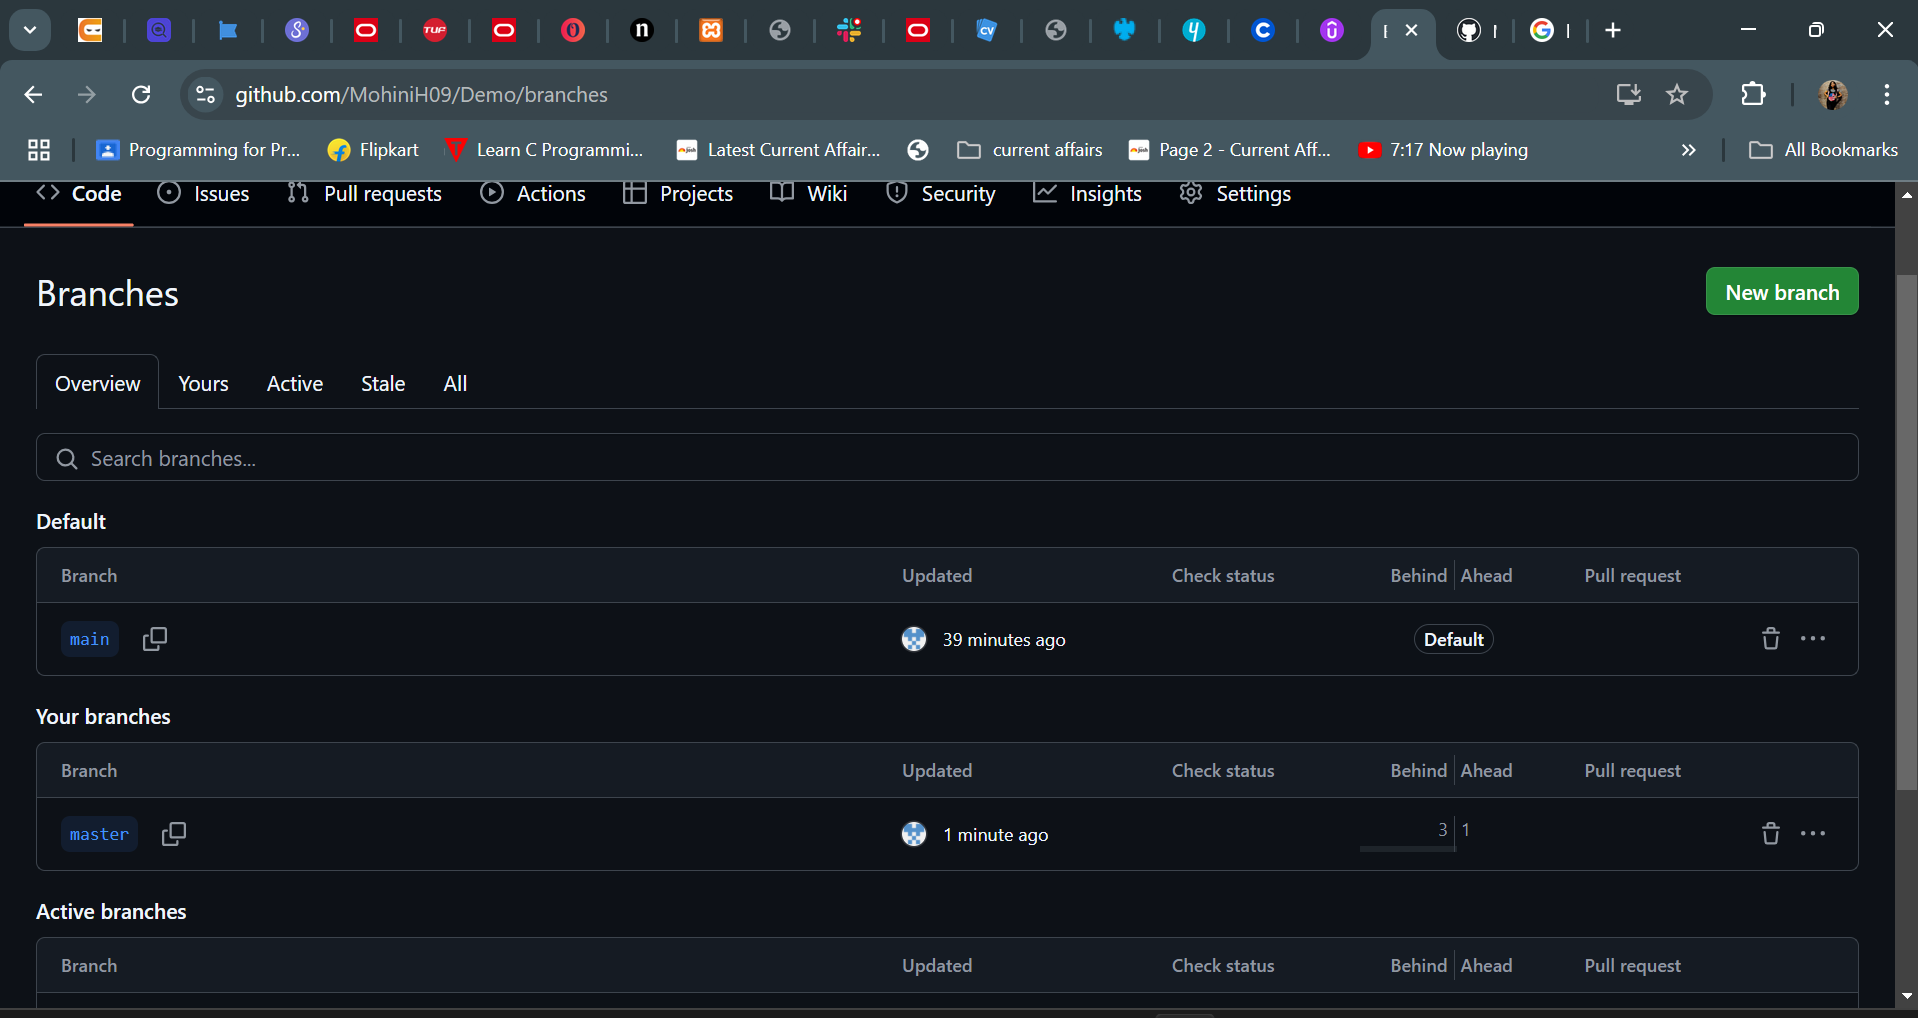 github.com/MohiniH09/Demo/branches
Programming for Pr... Flipkart Learn C Programmi... Latest Current Affair... current affairs Page 2 - Current Aff... 7:17 Now playing » All Bookmarks
Code Issues Pull requests Actions Projects Wiki Security Insights Settings
Branches New branch
Overview Yours Active Stale All
Search branches...
Default
Branch Updated Check status Behind Ahead Pull request
main 39 minutes ago Default
Your branches
Branch Updated Check status Behind Ahead Pull request
master 1 minute ago 3 1
Active branches
Branch Updated Check status Behind Ahead Pull request